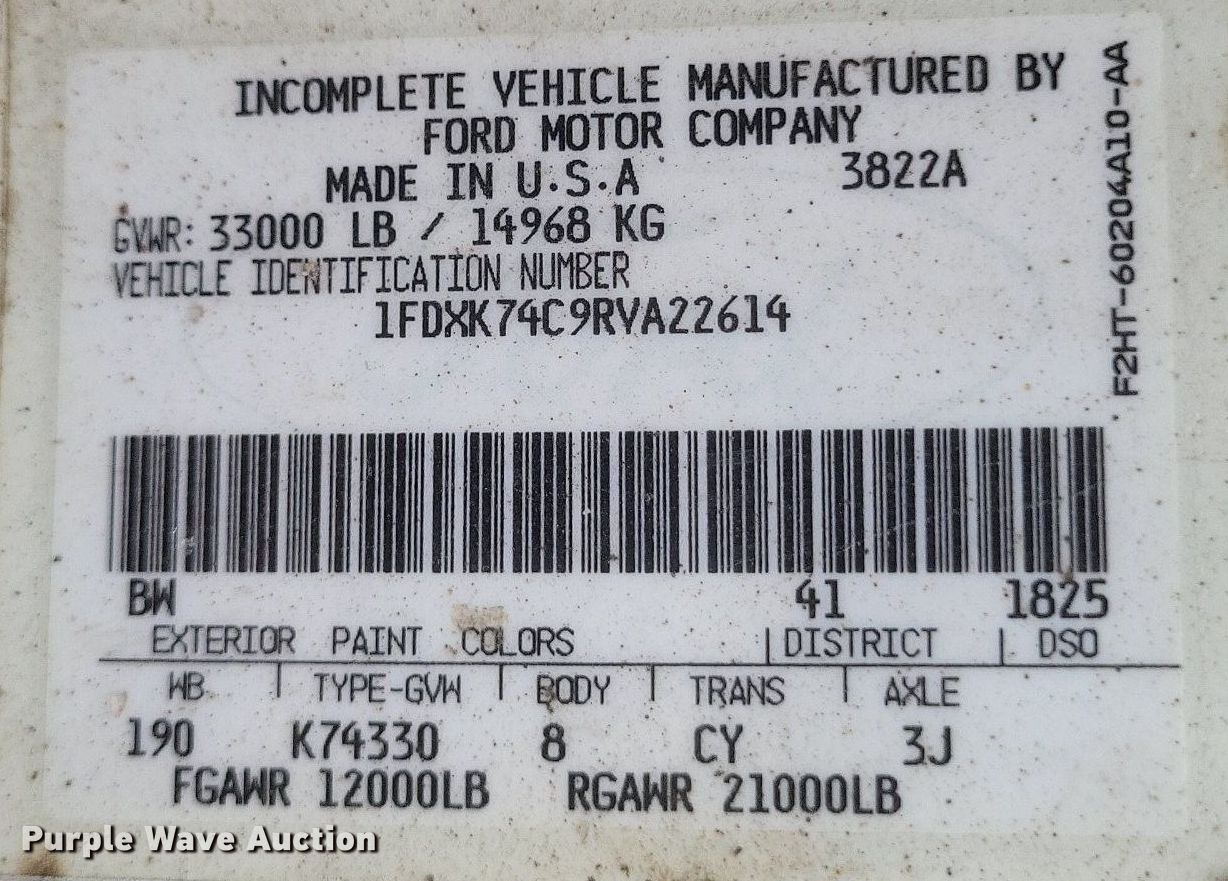 INCOMPLETE VEHICLE MANUFACTURED BY
FORD MOTOR COMPANY
MADE IN U.S.A 3822A
GVWR: 33000 LB / 14968 KG
VEHICLE IDENTIFICATION NUMBER
1FDXK74C9RVA22614
F2HT-60204A10-AA
BW 41 1825
EXTERIOR PAINT COLORS | DISTRICT | DSO
WB | TYPE-GVW | BODY | TRANS | AXLE
190 K74330 8 CY 3J
FGAWR 12000LB RGAWR 21000LB
Purple Wave Auction